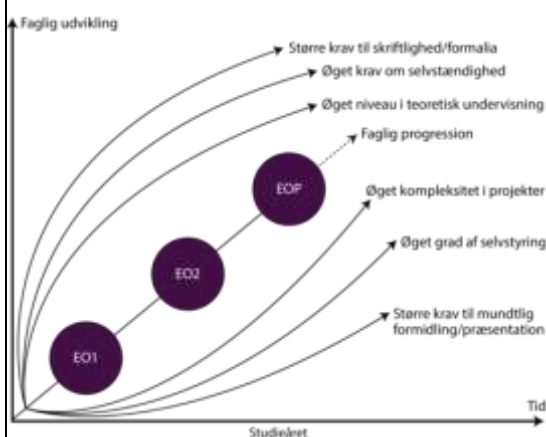 Faglig udvikling
Større krav til skriftlighed/formalia
Øget krav om selvstændighed
Øget niveau i teoretisk undervisning
Faglig progression
EOP
Øget kompleksitet i projekter
EO2
Øget grad af selvstyring
Større krav til mundtlig
formidling/præsentation
EO1
Tid
Studieåret